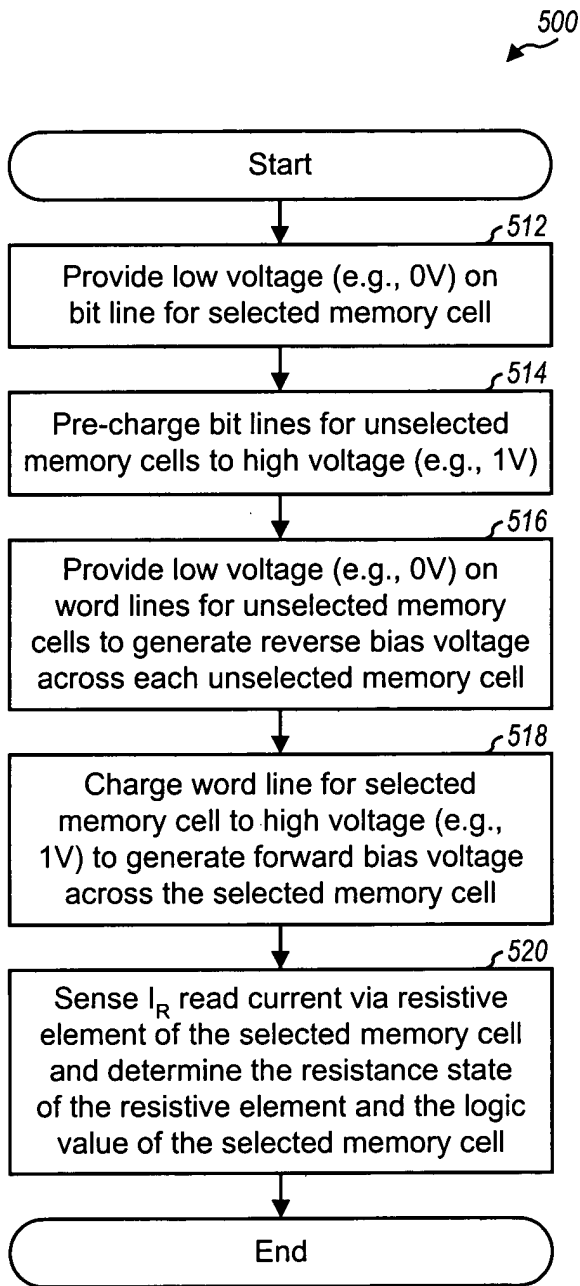 500
Start
512
Provide low voltage (e.g., 0V) on
bit line for selected memory cell
514
Pre-charge bit lines for unselected
memory cells to high voltage (e.g., 1V)
516
Provide low voltage (e.g., 0V) on
word lines for unselected memory
cells to generate reverse bias voltage
across each unselected memory cell
518
Charge word line for selected
memory cell to high voltage (e.g.,
1V) to generate forward bias voltage
across the selected memory cell
520
Sense I_R read current via resistive
element of the selected memory cell
and determine the resistance state
of the resistive element and the logic
value of the selected memory cell
End